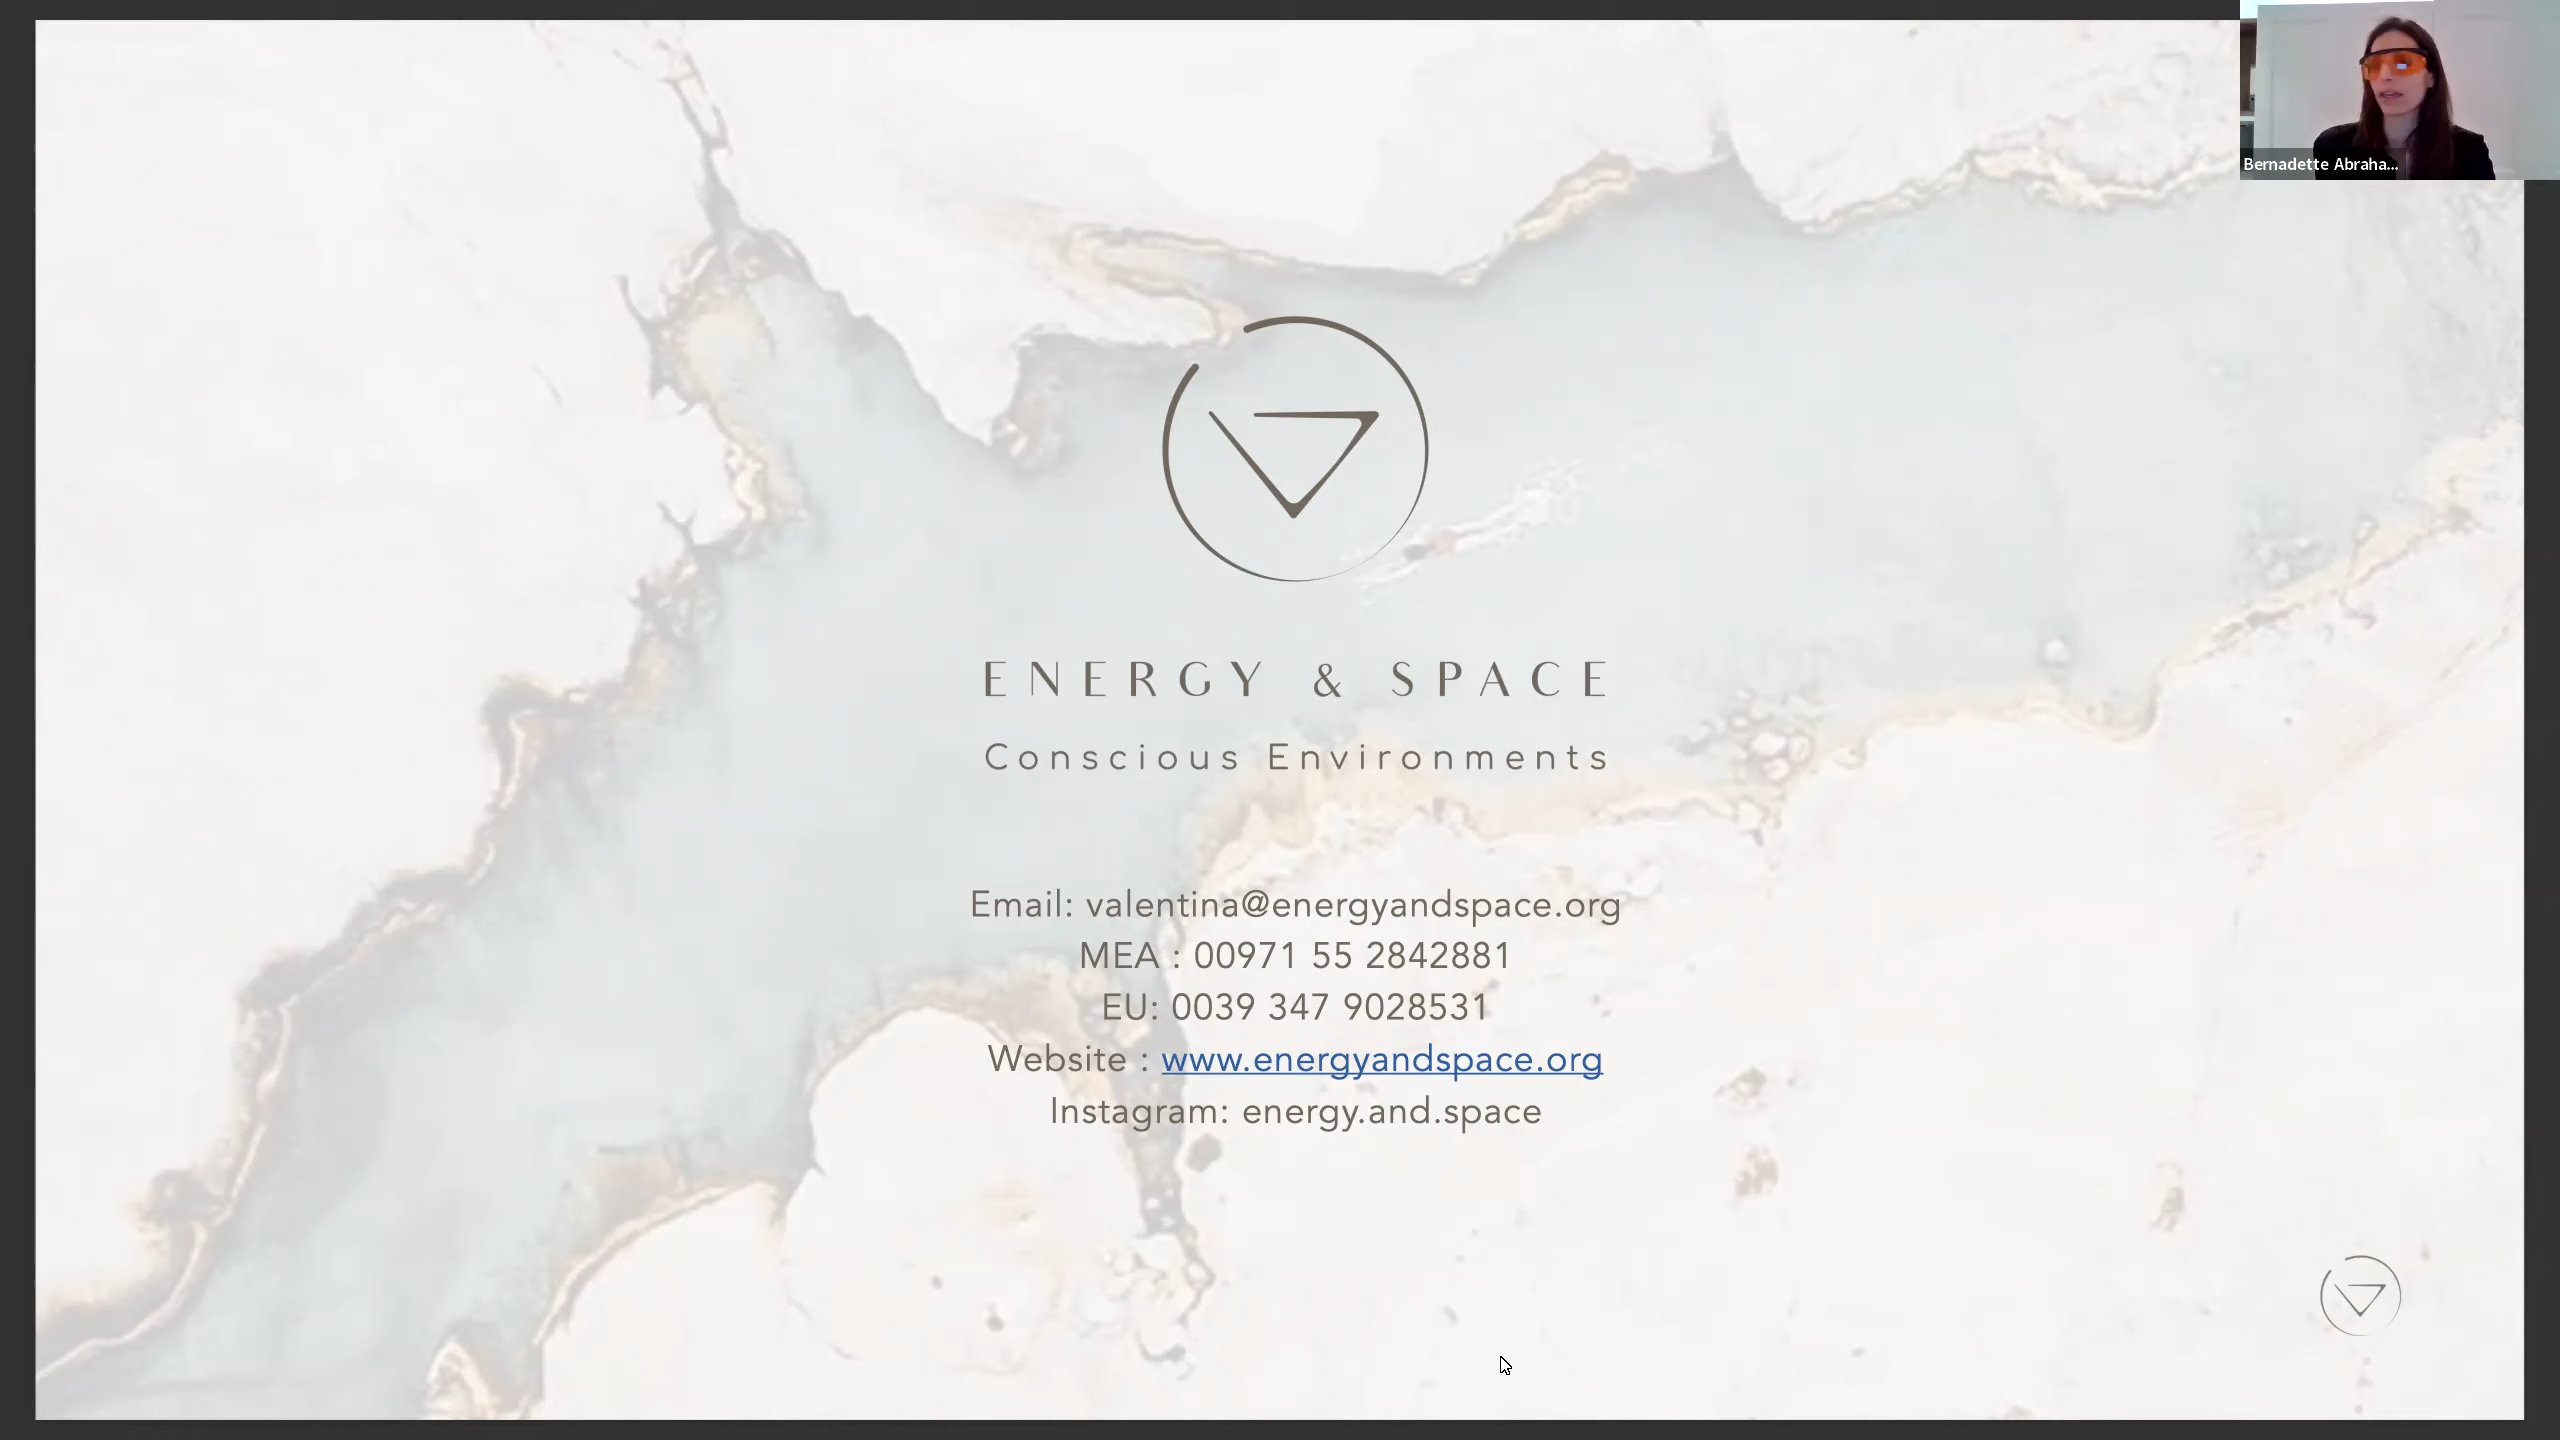 Bernadette Abraha...
ENERGY & SPACE
Conscious Environments
Email: valentina@energyandspace.org
MEA : 00971 55 2842881
EU: 0039 347 9028531
Website : www.energyandspace.org
Instagram: energy.and.space